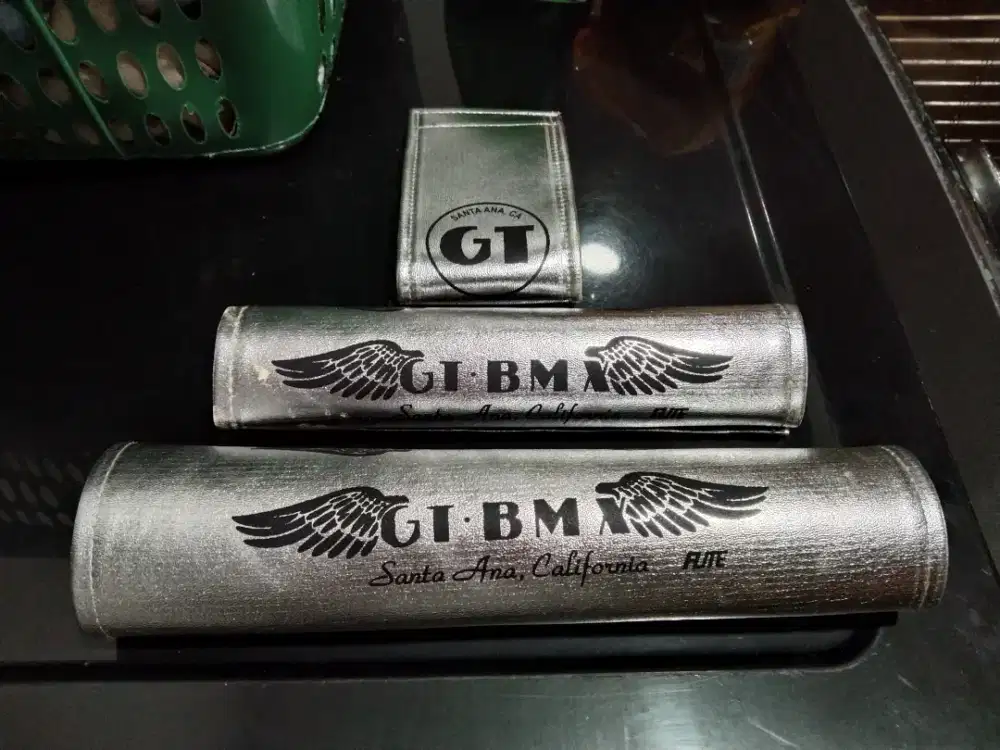 SANTA ANA, CA
GT
GT·BMX
Santa Ana, California FLITE
GT·BMX
Santa Ana, California FLITE